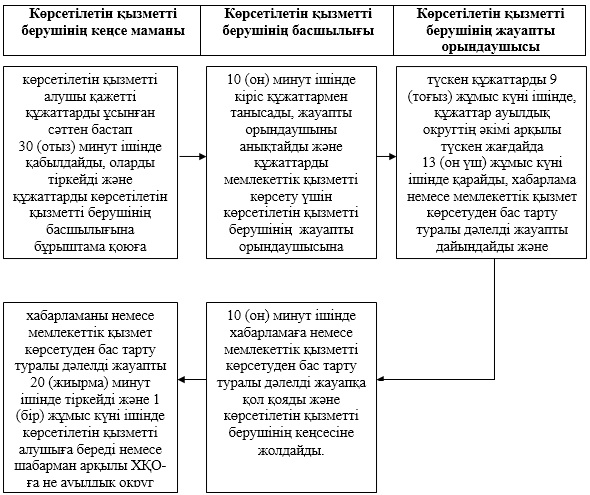 Көрсетілетін қызметті
берушінің кеңсе маманы
Көрсетілетін қызметті
берушінің басшылығы
Көрсетілетін қызметті
берушінің жауапты
орындаушысы
көрсетілетін қызметті
алушы қажетті
құжаттарды ұсынған
сәттен бастап
30 (отыз) минут ішінде
қабылдайды, оларды
тіркейді және
құжаттарды көрсетілетін
қызметті берушінің
басшылығына
бұрыштама қоюға
10 (он) минут ішінде
кіріс құжаттармен
танысады, жауапты
орындаушыны
анықтайды және
құжаттарды
мемлекеттік қызметті
көрсету үшін
көрсетілетін қызметті
берушінің жауапты
орындаушысына
түскен құжаттарды 9
(тоғыз) жұмыс күні ішінде,
құжаттар ауылдық
округтің әкімі арқылы
түскен жағдайда
13 (он үш) жұмыс күні
ішінде қарайды, хабарлама
немесе мемлекеттік қызмет
көрсетуден бас тарту
туралы дәлелді жауапты
дайындайды және
хабарламаны немесе
мемлекеттік қызмет
көрсетуден бас тарту
туралы дәлелді жауапты
20 (жиырма) минут
ішінде тіркейді және 1
(бір) жұмыс күні ішінде
көрсетілетін қызметті
алушыға береді немесе
шабарман арқылы ХҚО-
ға не ауылдық округ
10 (он) минут ішінде
хабарламаға немесе
мемлекеттік қызметті
көрсетуден бас тарту
туралы дәлелді жауапқа
қол қояды және
көрсетілетін қызметті
берушінің кеңсесіне
жолдайды.